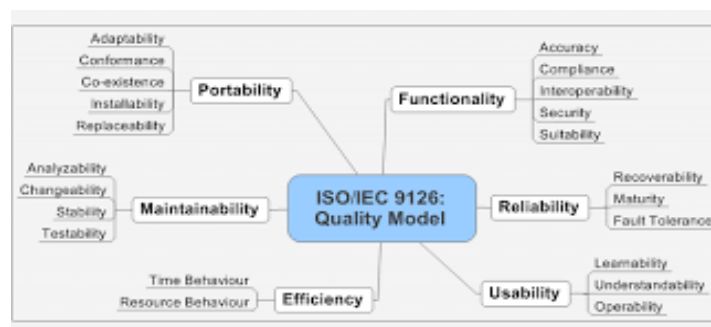 Adaptability
Conformance
Co-existence
Installability
Replaceability
Portability
Accuracy
Compliance
Interoperability
Security
Suitability
Functionality
Analyzability
Changeability
Stability
Testability
Maintainability
ISO/IEC 9126:
Quality Model
Recoverability
Maturity
Fault Tolerance
Reliability
Time Behaviour
Resource Behaviour
Efficiency
Learnability
Understandability
Operability
Usability